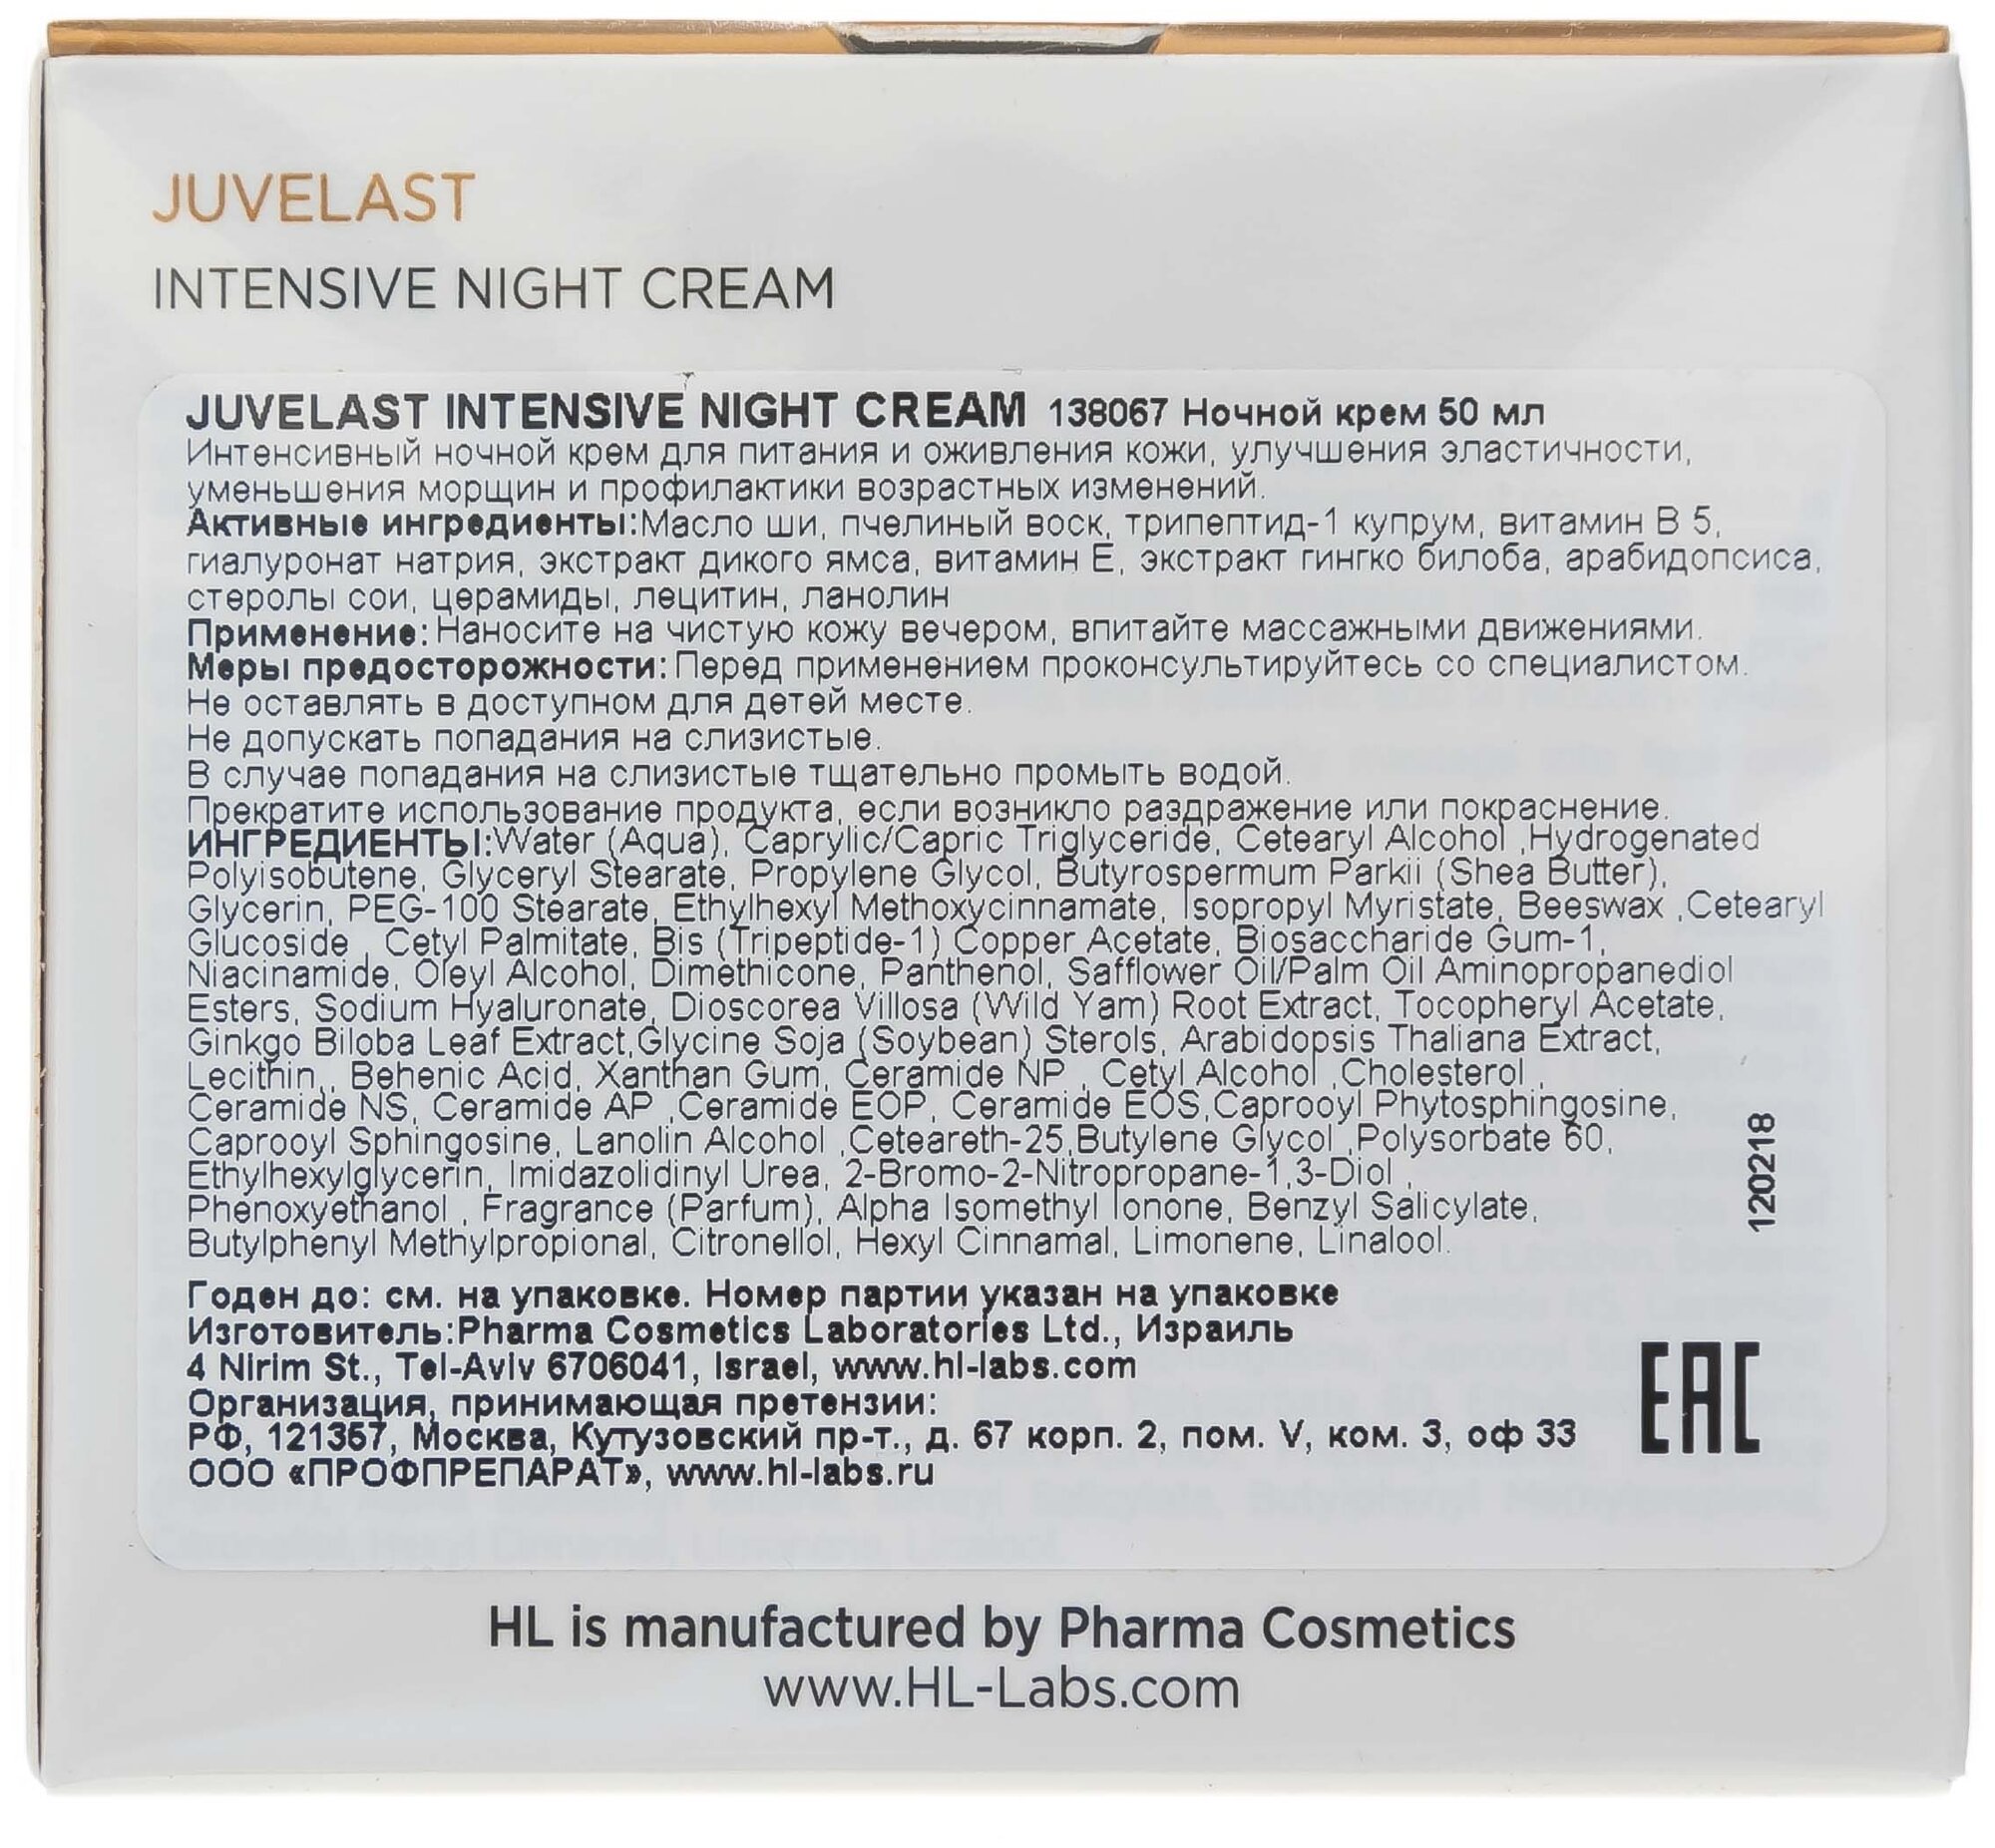 JUVELAST
INTENSIVE NIGHT CREAM
JUVELAST INTENSIVE NIGHT CREAM 138067 Ночной крем 50 мл
Интенсивный ночной крем для питания и оживления кожи, улучшения эластичности,
уменьшения морщин и профилактики возрастных изменений.
Активные ингредиенты:Масло ши, пчелиный воск, трипептид-1 купрум, витамин В 5,
гиалуронат натрия, экстракт дикого ямса, витамин Е, экстракт гингко билоба, арабидопсиса,
стеролы сои, церамиды, лецитин, ланолин
Применение: Наносите на чистую кожу вечером, впитайте массажными движениями.
Меры предосторожности: Перед применением проконсультируйтесь со специалистом.
Не оставлять в доступном для детей месте.
Не допускать попадания на слизистые.
В случае попадания на слизистые тщательно промыть водой.
Прекратите использование продукта, если возникло раздражение или покраснение.
ИНГРЕДИЕНТЫ:Water (Aqua), Caprylic/Capric Triglyceride, Cetearyl Alcohol ,Hydrogenated
Polyisobutene, Glyceryl Stearate, Propylene Glycol, Butyrospermum Parkii (Shea Butter),
Glycerin, PEG-100 Stearate, Ethylhexyl Methoxycinnamate, Isopropyl Myristate, Beeswax ,Cetearyl
Glucoside , Cetyl Palmitate, Bis (Tripeptide-1) Copper Acetate, Biosaccharide Gum-1,
Niacinamide, Oleyl Alcohol, Dimethicone, Panthenol, Safflower Oil/Palm Oil Aminopropanediol
Esters, Sodium Hyaluronate, Dioscorea Villosa (Wild Yam) Root Extract, Tocopheryl Acetate,
Ginkgo Biloba Leaf Extract,Glycine Soja (Soybean) Sterols, Arabidopsis Thaliana Extract,
Lecithin,, Behenic Acid, Xanthan Gum, Ceramide NP , Cetyl Alcohol ,Cholesterol ,
Ceramide NS, Ceramide AP ,Ceramide EOP, Ceramide EOS,Caprooyl Phytosphingosine,
Caprooyl Sphingosine, Lanolin Alcohol ,Ceteareth-25,Butylene Glycol ,Polysorbate 60,
Ethylhexylglycerin, Imidazolidinyl Urea, 2-Bromo-2-Nitropropane-1,3-Diol ,
Phenoxyethanol , Fragrance (Parfum), Alpha Isomethyl Ionone, Benzyl Salicylate,
Butylphenyl Methylpropional, Citronellol, Hexyl Cinnamal, Limonene, Linalool.
120218
Годен до: см. на упаковке. Номер партии указан на упаковке
Изготовитель:Pharma Cosmetics Laboratories Ltd., Израиль
4 Nirim St., Tel-Aviv 6706041, Israel, www.hl-labs.com
Организация, принимающая претензии:
РФ, 121357, Москва, Кутузовский пр-т., д. 67 корп. 2, пом. V, ком. 3, оф 33
ООО «ПРОФПРЕПАРАТ», www.hl-labs.ru
EAC
HL is manufactured by Pharma Cosmetics
www.HL-Labs.com